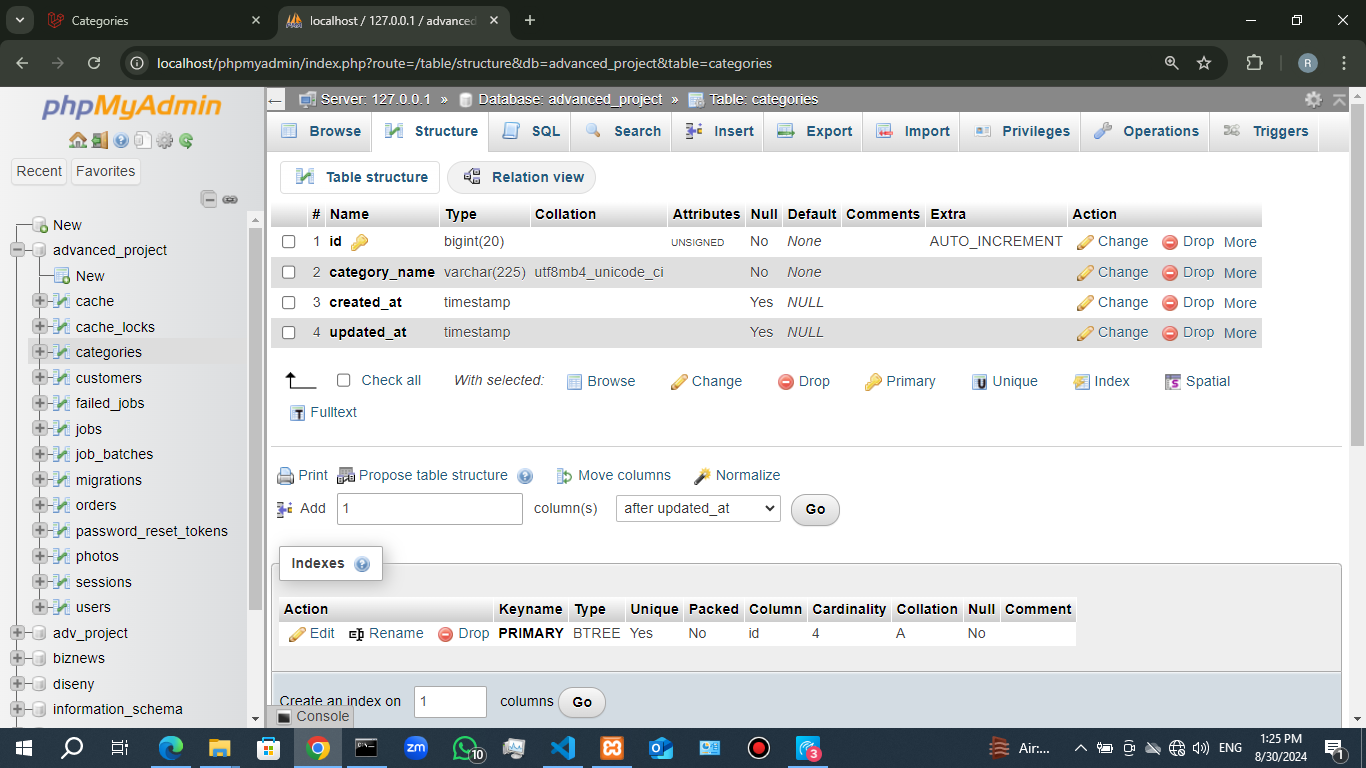 Categories
localhost / 127.0.0.1 / advanced
localhost/phpmyadmin/index.php?route=/table/structure&db=advanced_project&table=categories
R
phpMyAdmin
Recent
Favorites
New
advanced_project
New
cache
cache_locks
categories
customers
failed_jobs
jobs
job_batches
migrations
orders
password_reset_tokens
photos
sessions
users
adv_project
biznews
diseny
information_schema
Server: 127.0.0.1 » Database: advanced_project » Table: categories
Browse Structure SQL Search Insert Export Import Privileges Operations Triggers
Table structure Relation view
# Name Type Collation Attributes Null Default Comments Extra Action
1 id bigint(20) UNSIGNED No None AUTO_INCREMENT Change Drop More
2 category_name varchar(225) utf8mb4_unicode_ci No None Change Drop More
3 created_at timestamp Yes NULL Change Drop More
4 updated_at timestamp Yes NULL Change Drop More
Check all With selected: Browse Change Drop Primary Unique Index Spatial
Fulltext
Print Propose table structure Move columns Normalize
Add 1 column(s) after updated_at Go
Indexes
Action Keyname Type Unique Packed Column Cardinality Collation Null Comment
Edit Rename Drop PRIMARY BTREE Yes No id 4 A No
Create an index on 1 columns Go
Console
zm
10
3
Air:...
ENG
1:25 PM
8/30/2024
1